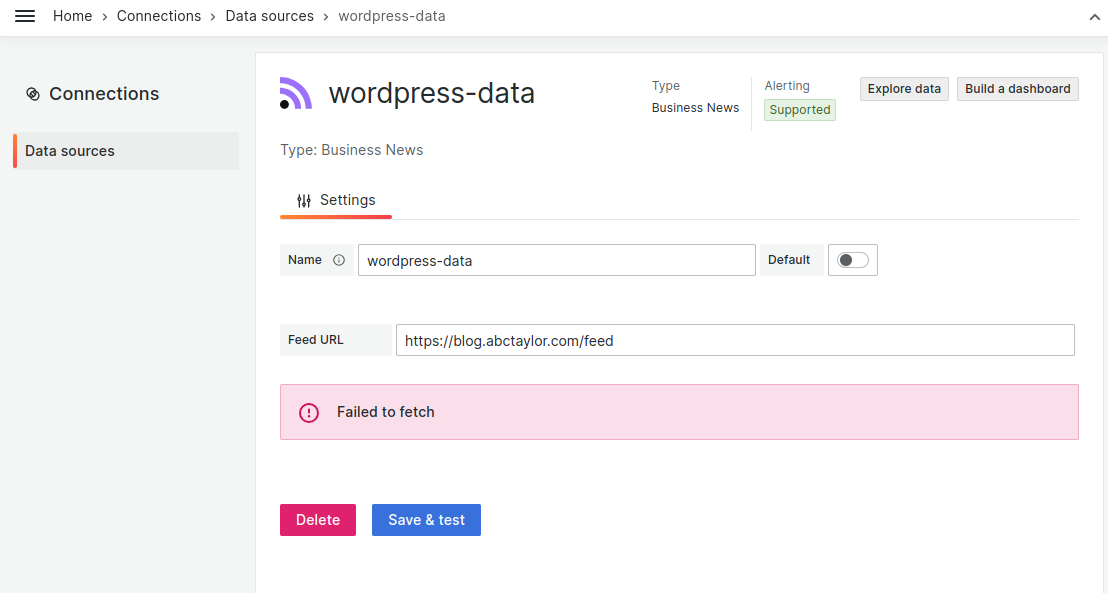 Home › Connections › Data sources › wordpress-data
Connections
Data sources
wordpress-data
Type
Business News
Alerting
Supported
Explore data
Build a dashboard
Type: Business News
Settings
Name
wordpress-data
Default
Feed URL
https://blog.abctaylor.com/feed
Failed to fetch
Delete
Save & test